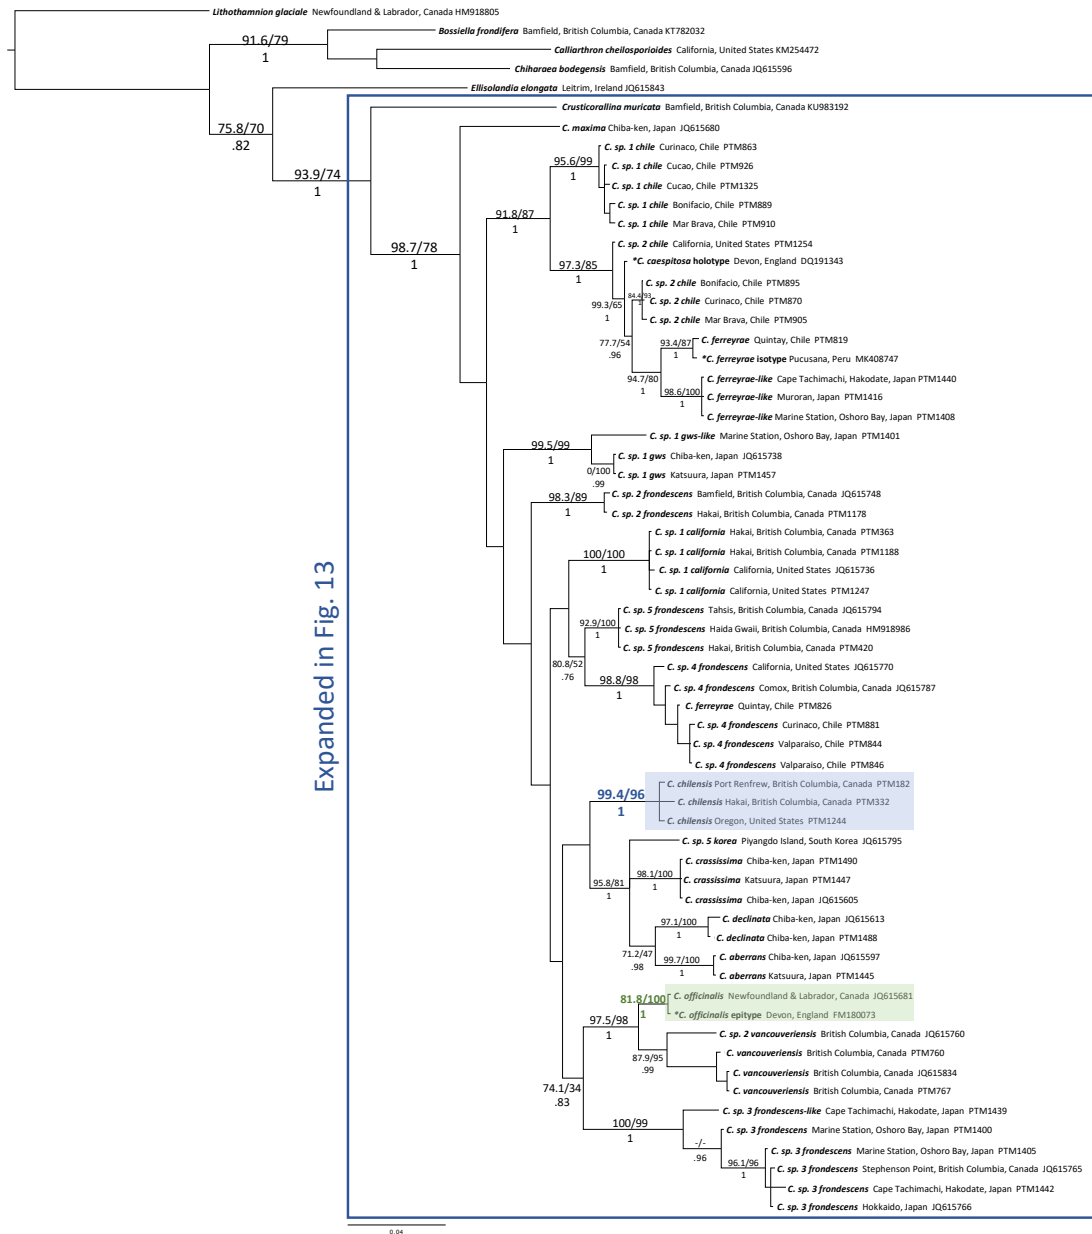 Lithothamnion glaciale Newfoundland & Labrador, Canada HM918805
Bossiella frondifera Bamfield, British Columbia, Canada KT782032
91.6/79
1
Calliarthron cheilosporioides California, United States KM254472
Chiharaea bodegensis Bamfield, British Columbia, Canada JQ615596
Ellisolandia elongata Leitrim, Ireland JQ615843
Crusticorallina muricata Bamfield, British Columbia, Canada KU983192
75.8/70
.82
C. maxima Chiba-ken, Japan JQ615680
C. sp. 1 chile Curinaco, Chile PTM863
95.6/99
1
C. sp. 1 chile Cucao, Chile PTM926
93.9/74
1
C. sp. 1 chile Cucao, Chile PTM1325
C. sp. 1 chile Bonifacio, Chile PTM889
91.8/87
1
C. sp. 1 chile Mar Brava, Chile PTM910
98.7/78
1
C. sp. 2 chile California, United States PTM1254
97.3/85
1
*C. caespitosa holotype Devon, England DQ191343
C. sp. 2 chile Bonifacio, Chile PTM895
84.4/93
1
99.3/65
1
C. sp. 2 chile Curinaco, Chile PTM870
C. sp. 2 chile Mar Brava, Chile PTM905
77.7/54
.96
C. ferreyrae Quintay, Chile PTM819
93.4/87
1
*C. ferreyrae isotype Pucusana, Peru MK408747
94.7/80
1
C. ferreyrae-like Cape Tachimachi, Hakodate, Japan PTM1440
98.6/100
1
C. ferreyrae-like Muroran, Japan PTM1416
C. ferreyrae-like Marine Station, Oshoro Bay, Japan PTM1408
C. sp. 1 gws-like Marine Station, Oshoro Bay, Japan PTM1401
99.5/99
1
C. sp. 1 gws Chiba-ken, Japan JQ615738
0/100
.99
C. sp. 1 gws Katsuura, Japan PTM1457
C. sp. 2 frondescens Bamfield, British Columbia, Canada JQ615748
98.3/89
1
C. sp. 2 frondescens Hakai, British Columbia, Canada PTM1178
C. sp. 1 california Hakai, British Columbia, Canada PTM363
C. sp. 1 california Hakai, British Columbia, Canada PTM1188
100/100
1
C. sp. 1 california California, United States JQ615736
C. sp. 1 california California, United States PTM1247
Expanded in Fig. 13
C. sp. 5 frondescens Tahsis, British Columbia, Canada JQ615794
92.9/100
1
C. sp. 5 frondescens Haida Gwaii, British Columbia, Canada HM918986
C. sp. 5 frondescens Hakai, British Columbia, Canada PTM420
80.8/52
.76
C. sp. 4 frondescens California, United States JQ615770
98.8/98
1
C. sp. 4 frondescens Comox, British Columbia, Canada JQ615787
C. ferreyrae Quintay, Chile PTM826
C. sp. 4 frondescens Curinaco, Chile PTM881
C. sp. 4 frondescens Valparaiso, Chile PTM844
C. sp. 4 frondescens Valparaiso, Chile PTM846
C. chilensis Port Renfrew, British Columbia, Canada PTM182
99.4/96
1
C. chilensis Hakai, British Columbia, Canada PTM332
C. chilensis Oregon, United States PTM1244
C. sp. 5 korea Piyangdo Island, South Korea JQ615795
C. crassissima Chiba-ken, Japan PTM1490
98.1/100
1
C. crassissima Katsuura, Japan PTM1447
95.8/81
1
C. crassissima Chiba-ken, Japan JQ615605
C. declinata Chiba-ken, Japan JQ615613
97.1/100
1
C. declinata Chiba-ken, Japan PTM1488
71.2/47
.98
C. aberrans Chiba-ken, Japan JQ615597
99.7/100
1
C. aberrans Katsuura, Japan PTM1445
C. officinalis Newfoundland & Labrador, Canada JQ615681
81.8/100
1
*C. officinalis epitype Devon, England FM180073
97.5/98
1
C. sp. 2 vancouveriensis British Columbia, Canada JQ615760
87.9/95
.99
C. vancouveriensis British Columbia, Canada PTM760
C. vancouveriensis British Columbia, Canada JQ615834
C. vancouveriensis British Columbia, Canada PTM767
74.1/34
.83
C. sp. 3 frondescens-like Cape Tachimachi, Hakodate, Japan PTM1439
100/99
1
C. sp. 3 frondescens Marine Station, Oshoro Bay, Japan PTM1400
-/-
.96
C. sp. 3 frondescens Marine Station, Oshoro Bay, Japan PTM1405
96.1/96
1
C. sp. 3 frondescens Stephenson Point, British Columbia, Canada JQ615765
C. sp. 3 frondescens Cape Tachimachi, Hakodate, Japan PTM1442
C. sp. 3 frondescens Hokkaido, Japan JQ615766
0.04